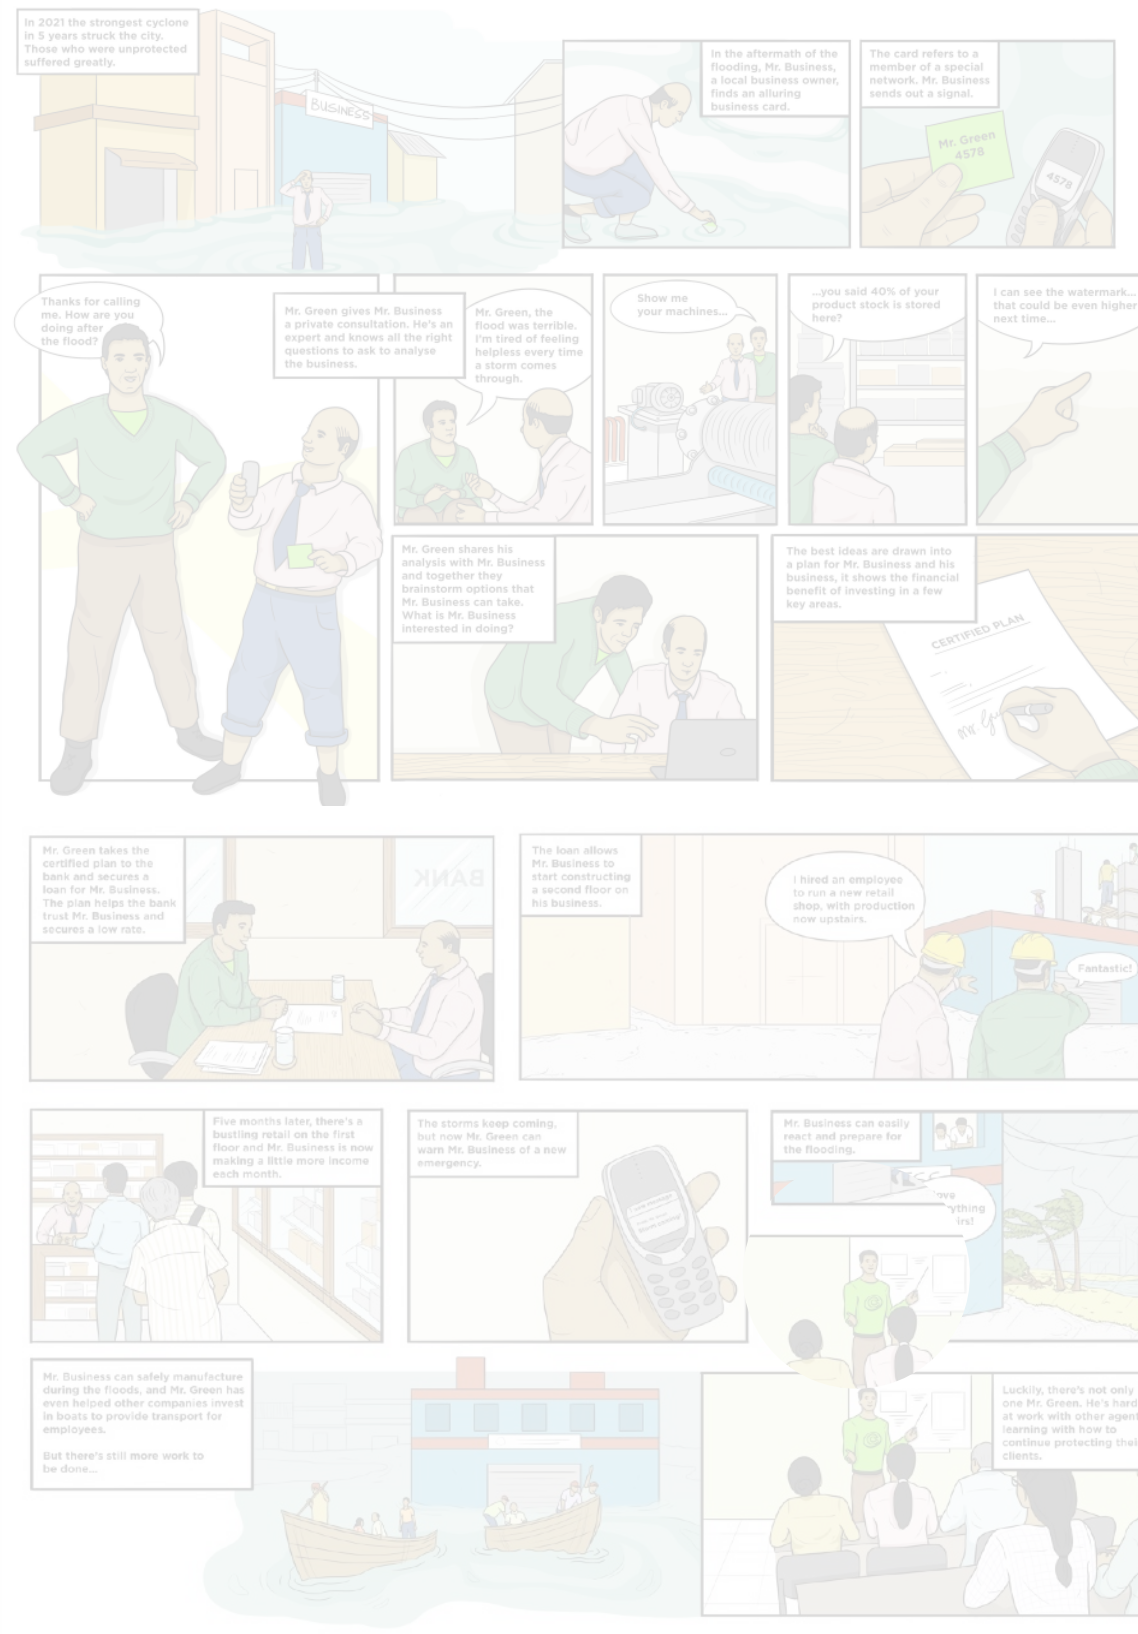 In 2021 the strongest cyclone
in 5 years struck the city.
Those who were unprotected
suffered greatly.
BUSINESS
In the aftermath of the
flooding, Mr. Business,
a local business owner,
finds an alluring
business card.
The card refers to a
member of a special
network. Mr. Business
sends out a signal.
Mr. Green
4578
4578
Thanks for calling
me. How are you
doing after
the flood?
Mr. Green gives Mr. Business
a private consultation. He's an
expert and knows all the right
questions to ask to analyse
the business.
Mr. Green, the
flood was terrible.
I'm tired of feeling
helpless every time
a storm comes
through.
Show me
your machines...
...you said 40% of your
product stock is stored
here?
I can see the watermark...
that could be even higher
next time...
Mr. Green shares his
analysis with Mr. Business
and together they
brainstorm options that
Mr. Business can take.
What is Mr. Business
interested in doing?
The best ideas are drawn into
a plan for Mr. Business and his
business, it shows the financial
benefit of investing in a few
key areas.
CERTIFIED PLAN
Mr Gre
Mr. Green takes the
certified plan to the
bank and secures a
loan for Mr. Business.
The plan helps the bank
trust Mr. Business and
secures a low rate.
BANK
The loan allows
Mr. Business to
start constructing
a second floor on
his business.
I hired an employee
to run a new retail
shop, with production
now upstairs.
Fantastic!
Five months later, there's a
bustling retail on the first
floor and Mr. Business is now
making a little more income
each month.
The storms keep coming,
but now Mr. Green can
warn Mr. Business of a new
emergency.
Mr. Business can easily
react and prepare for
the flooding.
ove
ything
irs!
Mr. Business can safely manufacture
during the floods, and Mr. Green has
even helped other companies invest
in boats to provide transport for
employees.
But there's still more work to
be done...
Luckily, there's not only
one Mr. Green. He's hard
at work with other agent
learning with how to
continue protecting thei
clients.